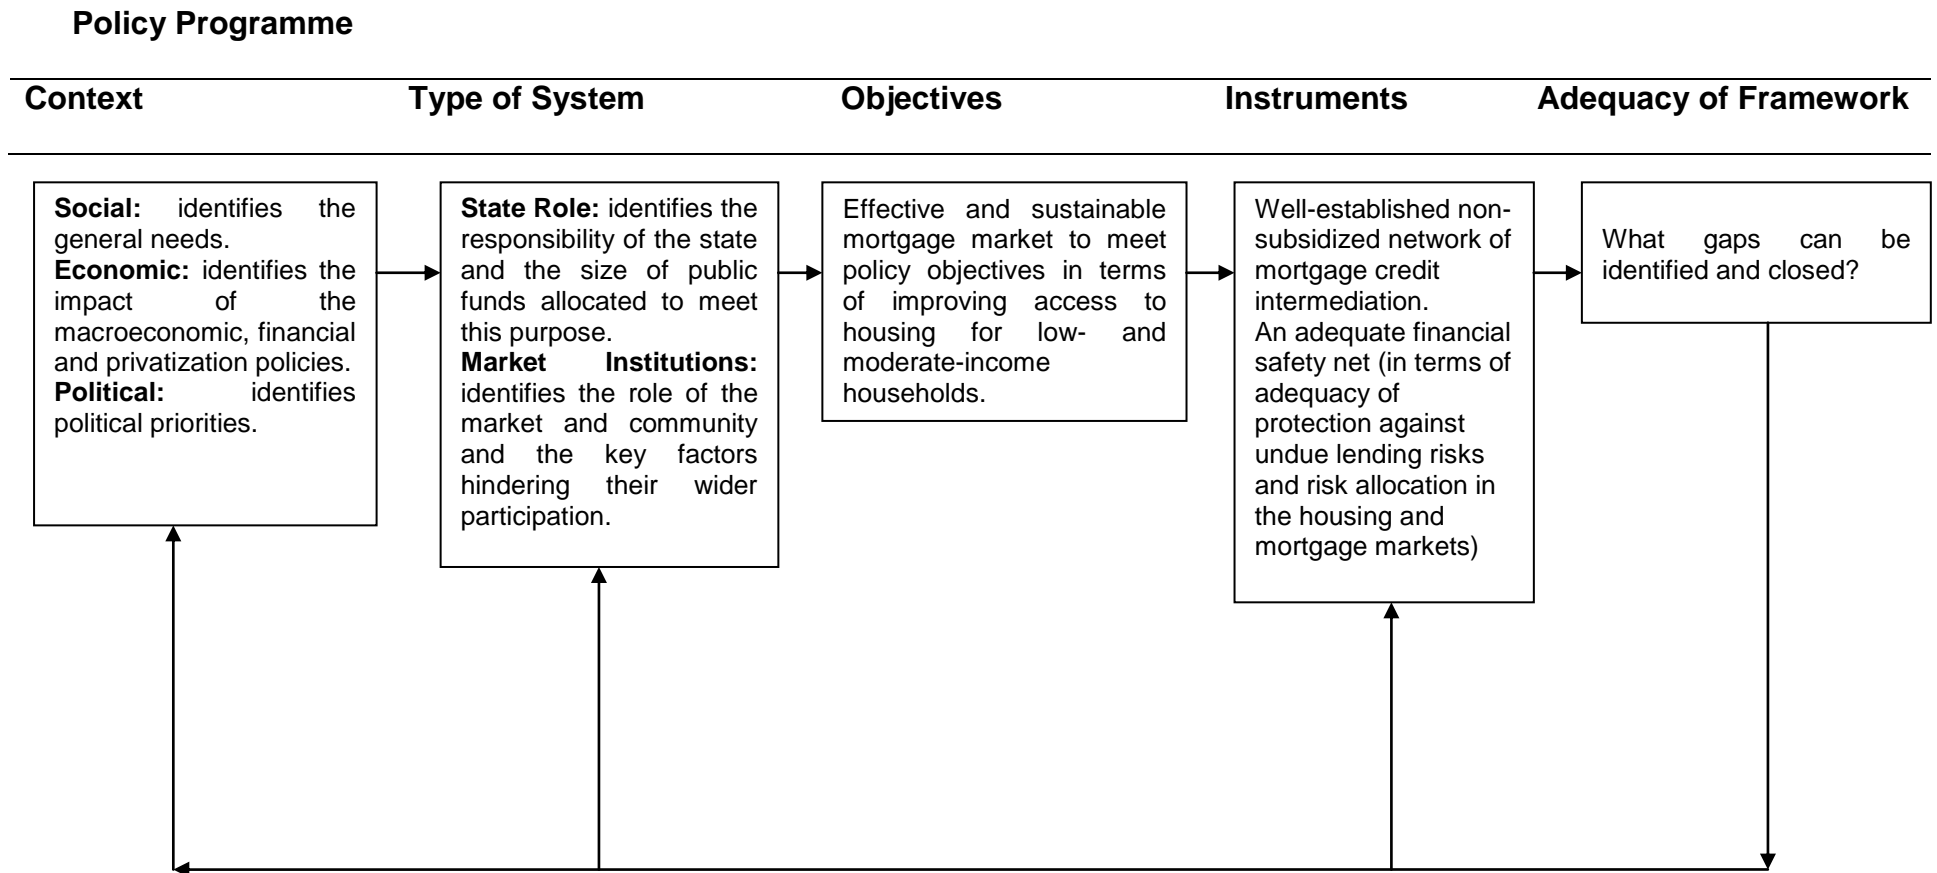 Policy Programme
Context
Type of System
Objectives
Instruments
Adequacy of Framework
Social: identifies the
general needs.
Economic: identifies the
impact of the
macroeconomic, financial
and privatization policies.
Political: identifies
political priorities.
State Role: identifies the
responsibility of the state
and the size of public
funds allocated to meet
this purpose.
Market Institutions:
identifies the role of the
market and community
and the key factors
hindering their wider
participation.
Effective and sustainable
mortgage market to meet
policy objectives in terms
of improving access to
housing for low- and
moderate-income
households.
Well-established non-
subsidized network of
mortgage credit
intermediation.
An adequate financial
safety net (in terms of
adequacy of
protection against
undue lending risks
and risk allocation in
the housing and
mortgage markets)
What gaps can be
identified and closed?